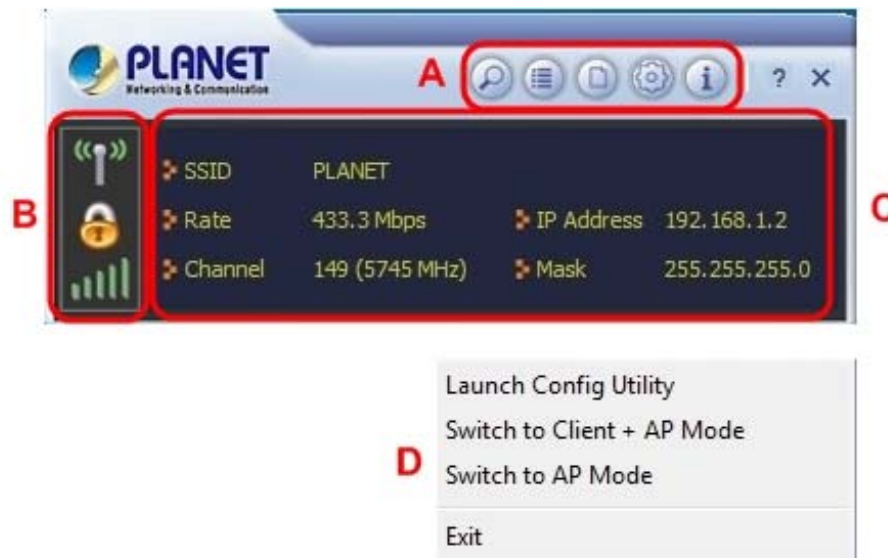 PLANET
Networking & Communication
A
? ×
B
SSID PLANET
Rate 433.3 Mbps IP Address 192.168.1.2
Channel 149 (5745 MHz) Mask 255.255.255.0
C
Launch Config Utility
Switch to Client + AP Mode
D
Switch to AP Mode
Exit